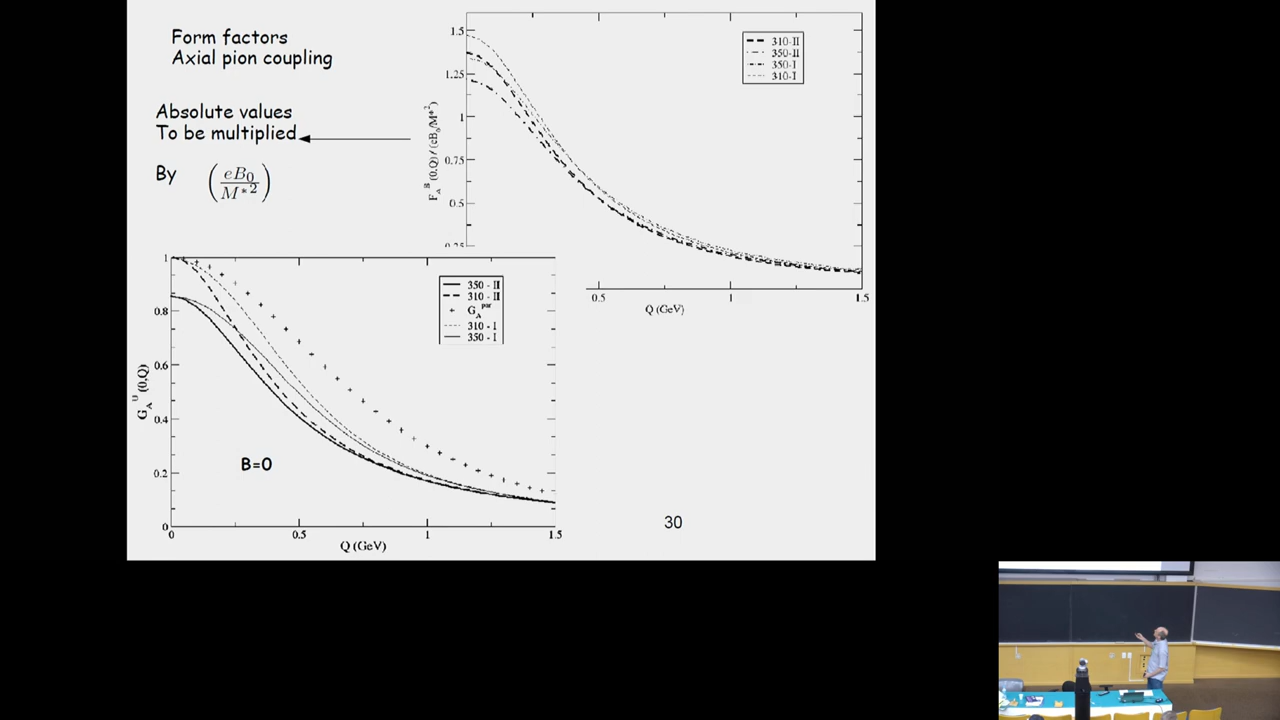 Form factors
Axial pion coupling
Absolute values
To be multiplied
By (eB₀/M*²)
F_A^B(0,Q) / (eB₀/M*²)
1.5
1.25
1
0.75
0.5
0.25
310-II
350-II
350-I
310-I
0.5 1 1.5
Q (GeV)
G_A^U(0,Q)
1
0.8
0.6
0.4
0.2
0
350 - II
310 - II
G_A^par
310 - I
350 - I
B=0
0 0.5 1 1.5
Q (GeV)
30